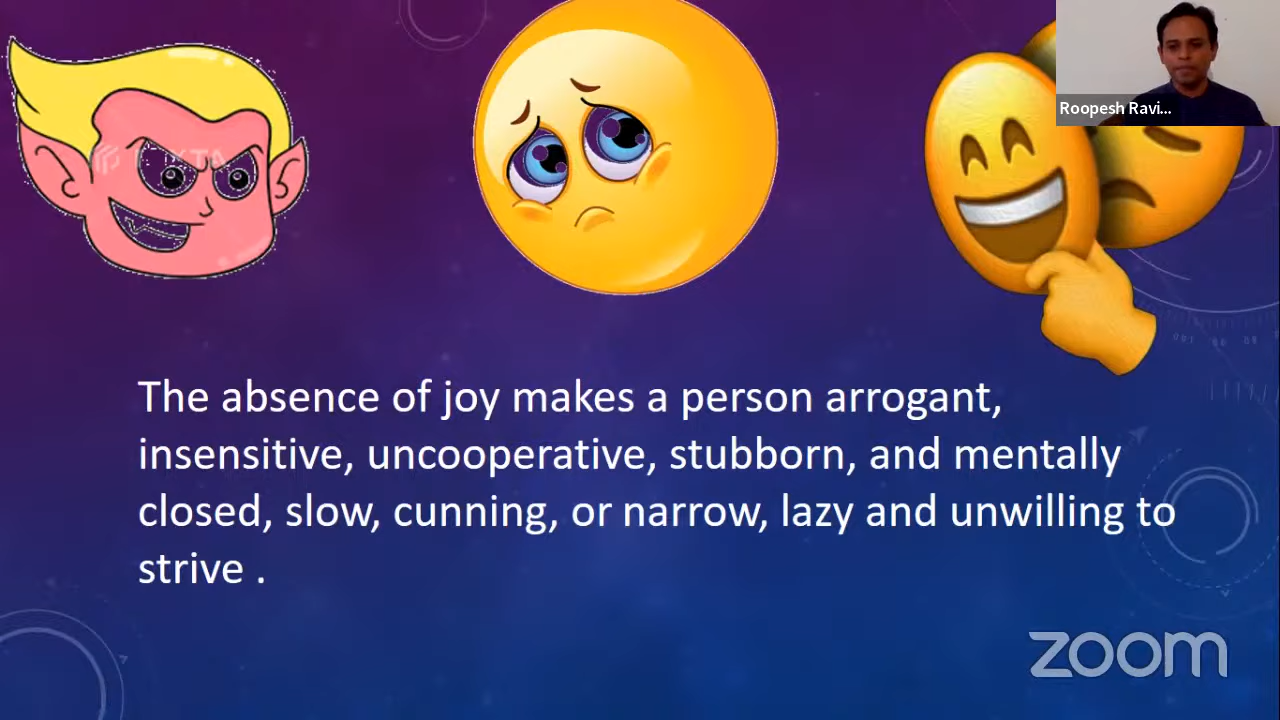 Roopesh Ravi...
The absence of joy makes a person arrogant,
insensitive, uncooperative, stubborn, and mentally
closed, slow, cunning, or narrow, lazy and unwilling to
strive .
zoom